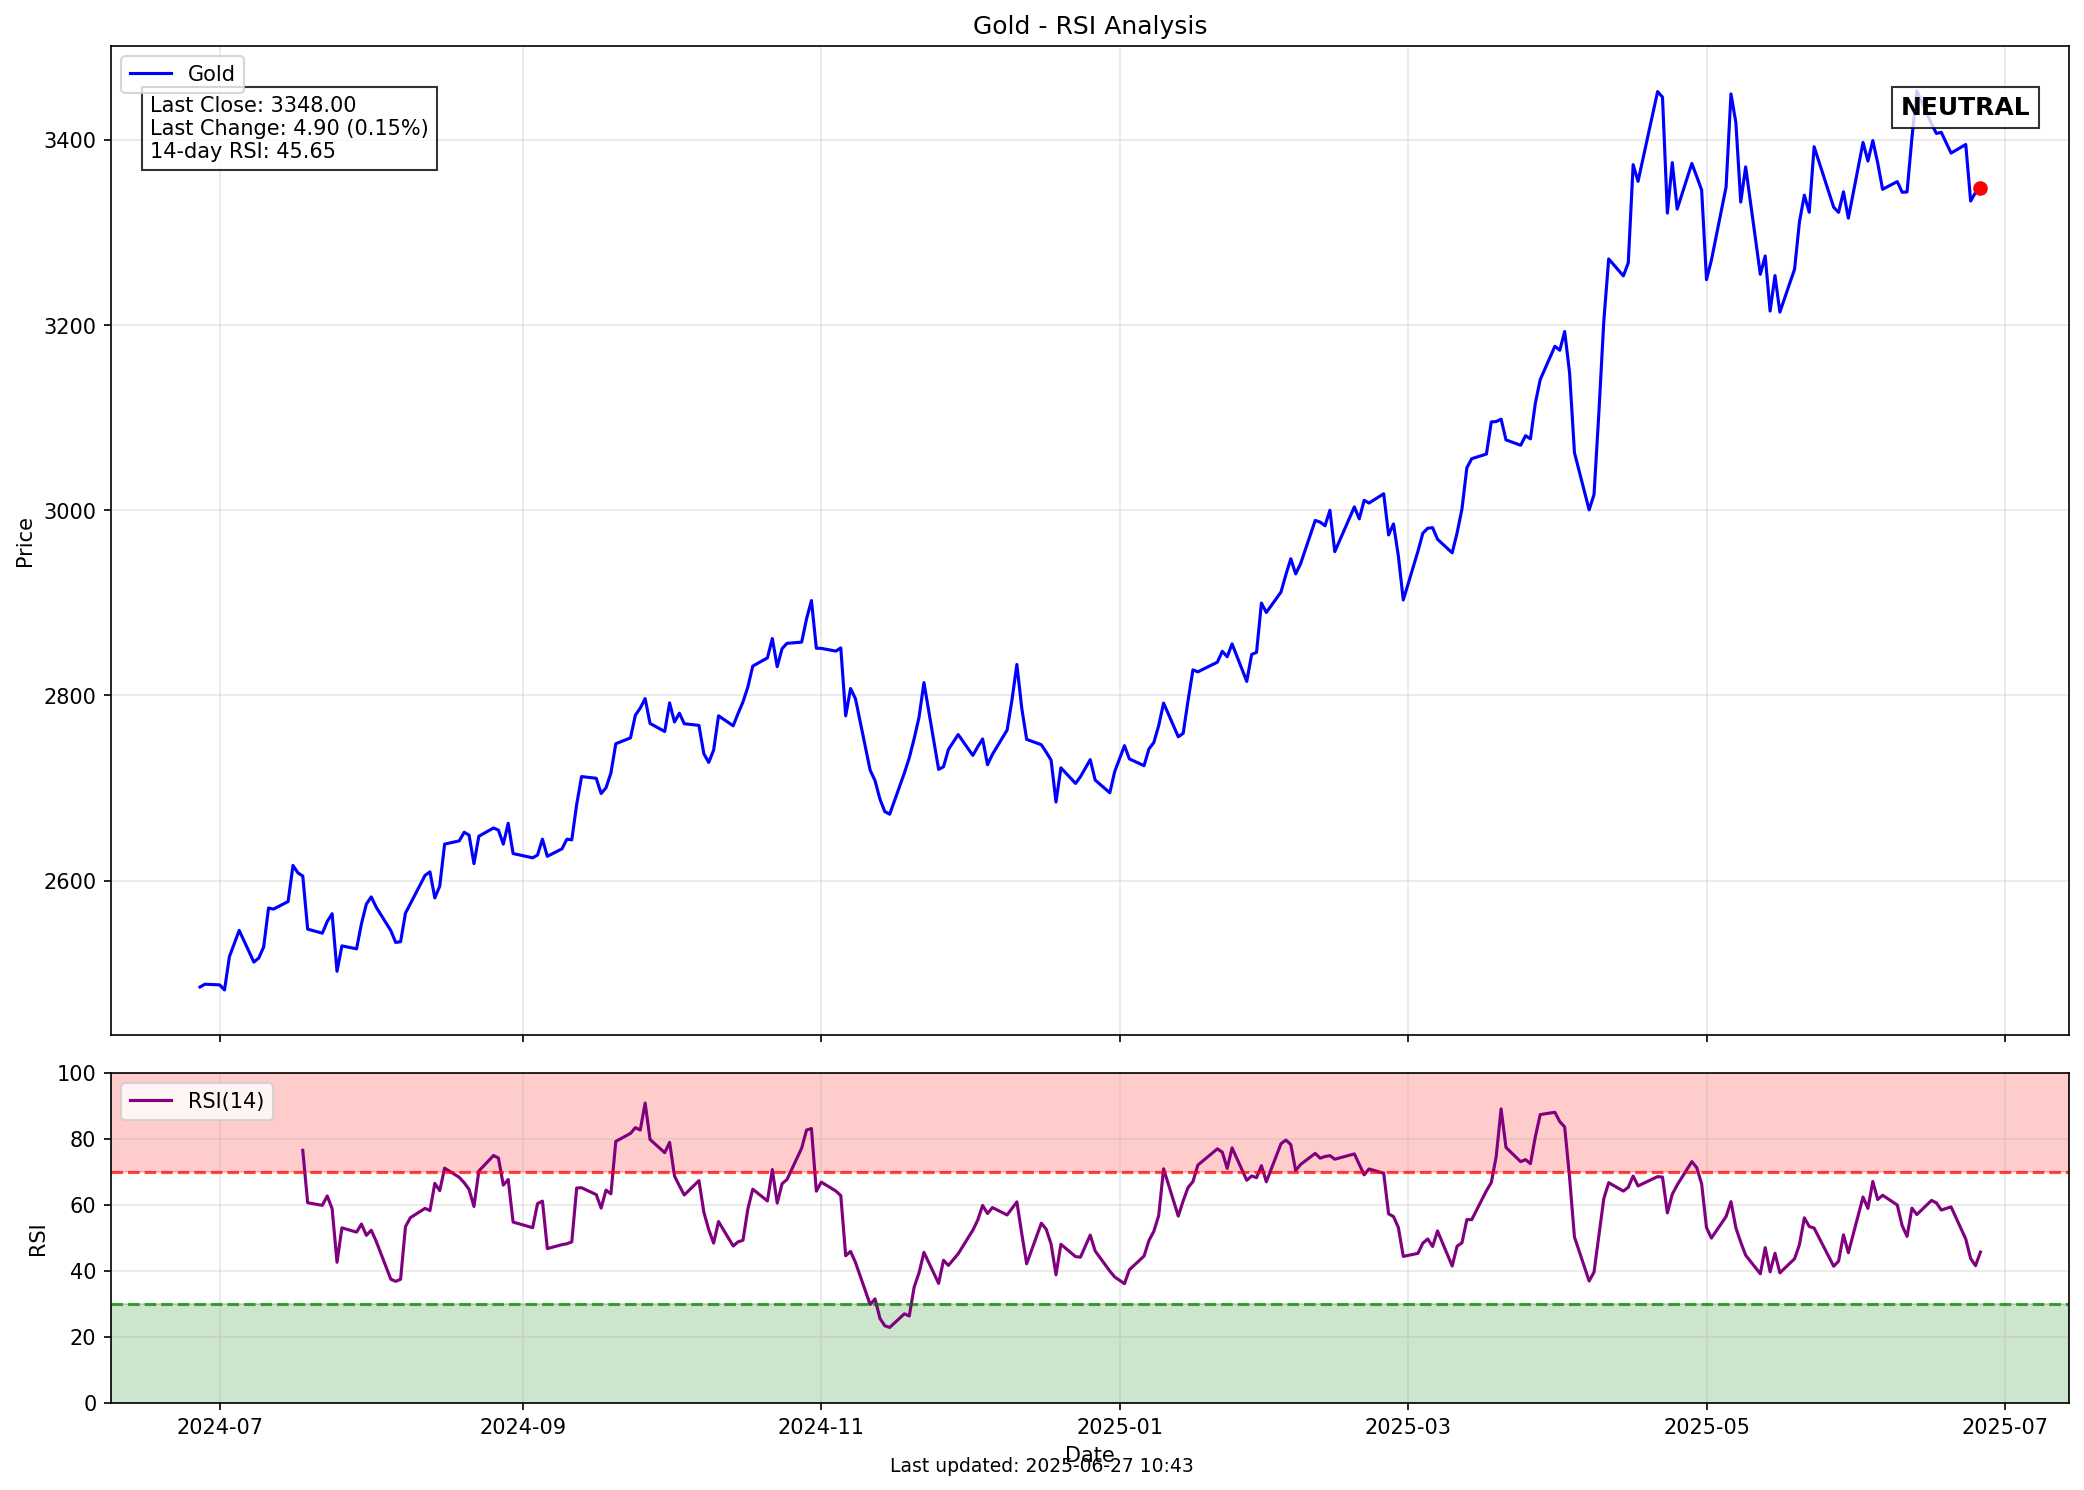 Gold - RSI Analysis
Gold
Last Close: 3348.00
Last Change: 4.90 (0.15%)
14-day RSI: 45.65
NEUTRAL
Price
3400
3200
3000
2800
2600
RSI(14)
RSI
100
80
60
40
20
0
2024-07
2024-09
2024-11
2025-01
2025-03
2025-05
2025-07
Date
Last updated: 2025-06-27 10:43